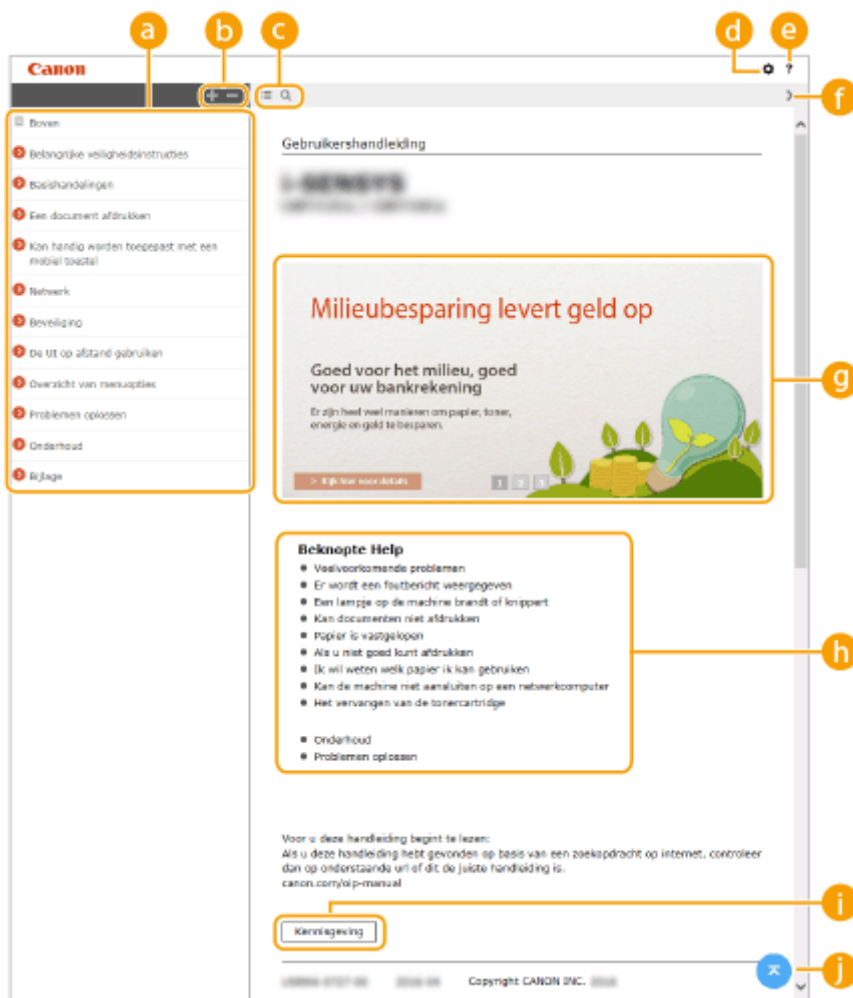 a
b
c
d
e
Canon
?
f
Boven
Belangrijke veiligheidsinstructies
Basishandelingen
Een document afdrukken
Kan handig worden toegepast met een
mobiel toestel
Netwerk
Beveiliging
De UI op afstand gebruiken
Overzicht van menuopties
Problemen oplossen
Onderhoud
Bijlage
Gebruikershandleiding
i-SENSYS
Milieubesparing levert geld op
Goed voor het milieu, goed
voor uw bankrekening
Er zijn heel veel manieren om papier, toner,
energie en geld te besparen.
> Kijk hier voor details
1 2 3
g
Beknopte Help
Veelvoorkomende problemen
Er wordt een foutbericht weergegeven
Een lampje op de machine brandt of knippert
Kan documenten niet afdrukken
Papier is vastgelopen
Als u niet goed kunt afdrukken
Ik wil weten welk papier ik kan gebruiken
Kan de machine niet aansluiten op een netwerkcomputer
Het vervangen van de tonercartridge
Onderhoud
Problemen oplossen
h
Voor u deze handleiding begint te lezen:
Als u deze handleiding hebt gevonden op basis van een zoekopdracht op internet, controleer
dan op onderstaande url of dit de juiste handleiding is.
canon.com/oip-manual
i
Kennisgeving
Copyright CANON INC.
j